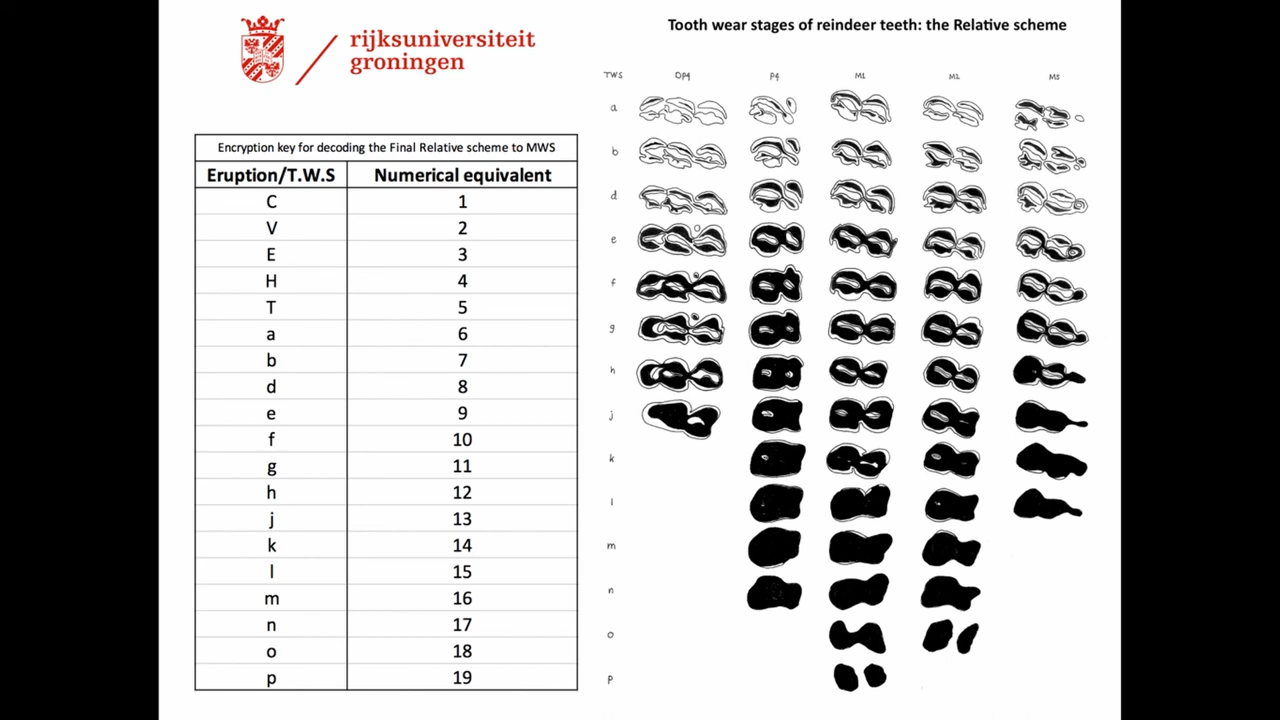 rijksuniversiteit
groningen
Tooth wear stages of reindeer teeth: the Relative scheme
Encryption key for decoding the Final Relative scheme to MWS
Eruption/T.W.S Numerical equivalent
C 1
V 2
E 3
H 4
T 5
a 6
b 7
d 8
e 9
f 10
g 11
h 12
j 13
k 14
l 15
m 16
n 17
o 18
p 19
TWS DP4 P4 M1 M2 M3
a
b
d
e
f
g
h
j
k
l
m
n
o
p